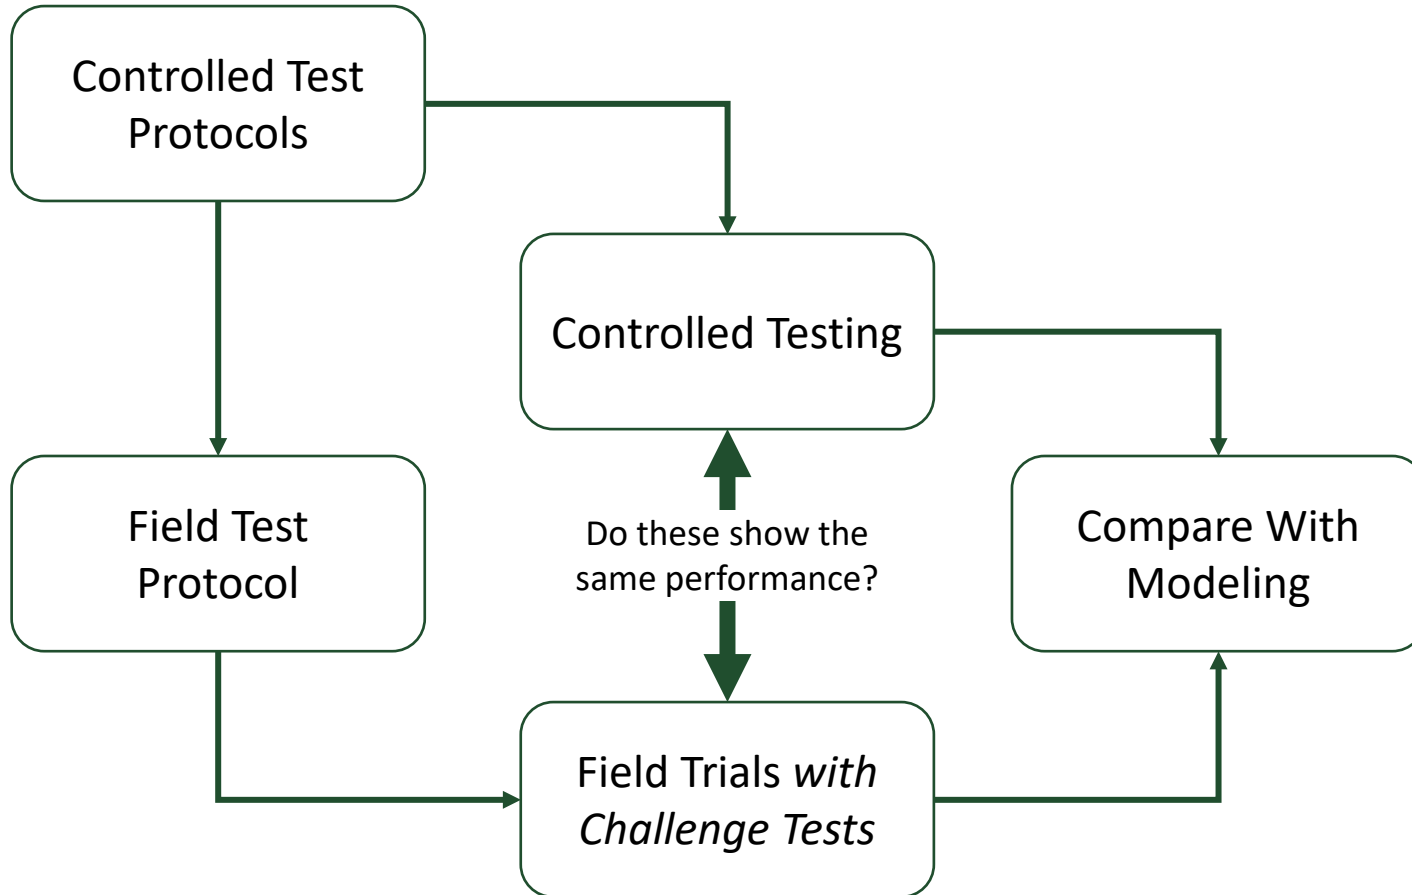 Controlled Test
Protocols
Controlled Testing
Field Test
Protocol
Do these show the
same performance?
Compare With
Modeling
Field Trials with
Challenge Tests